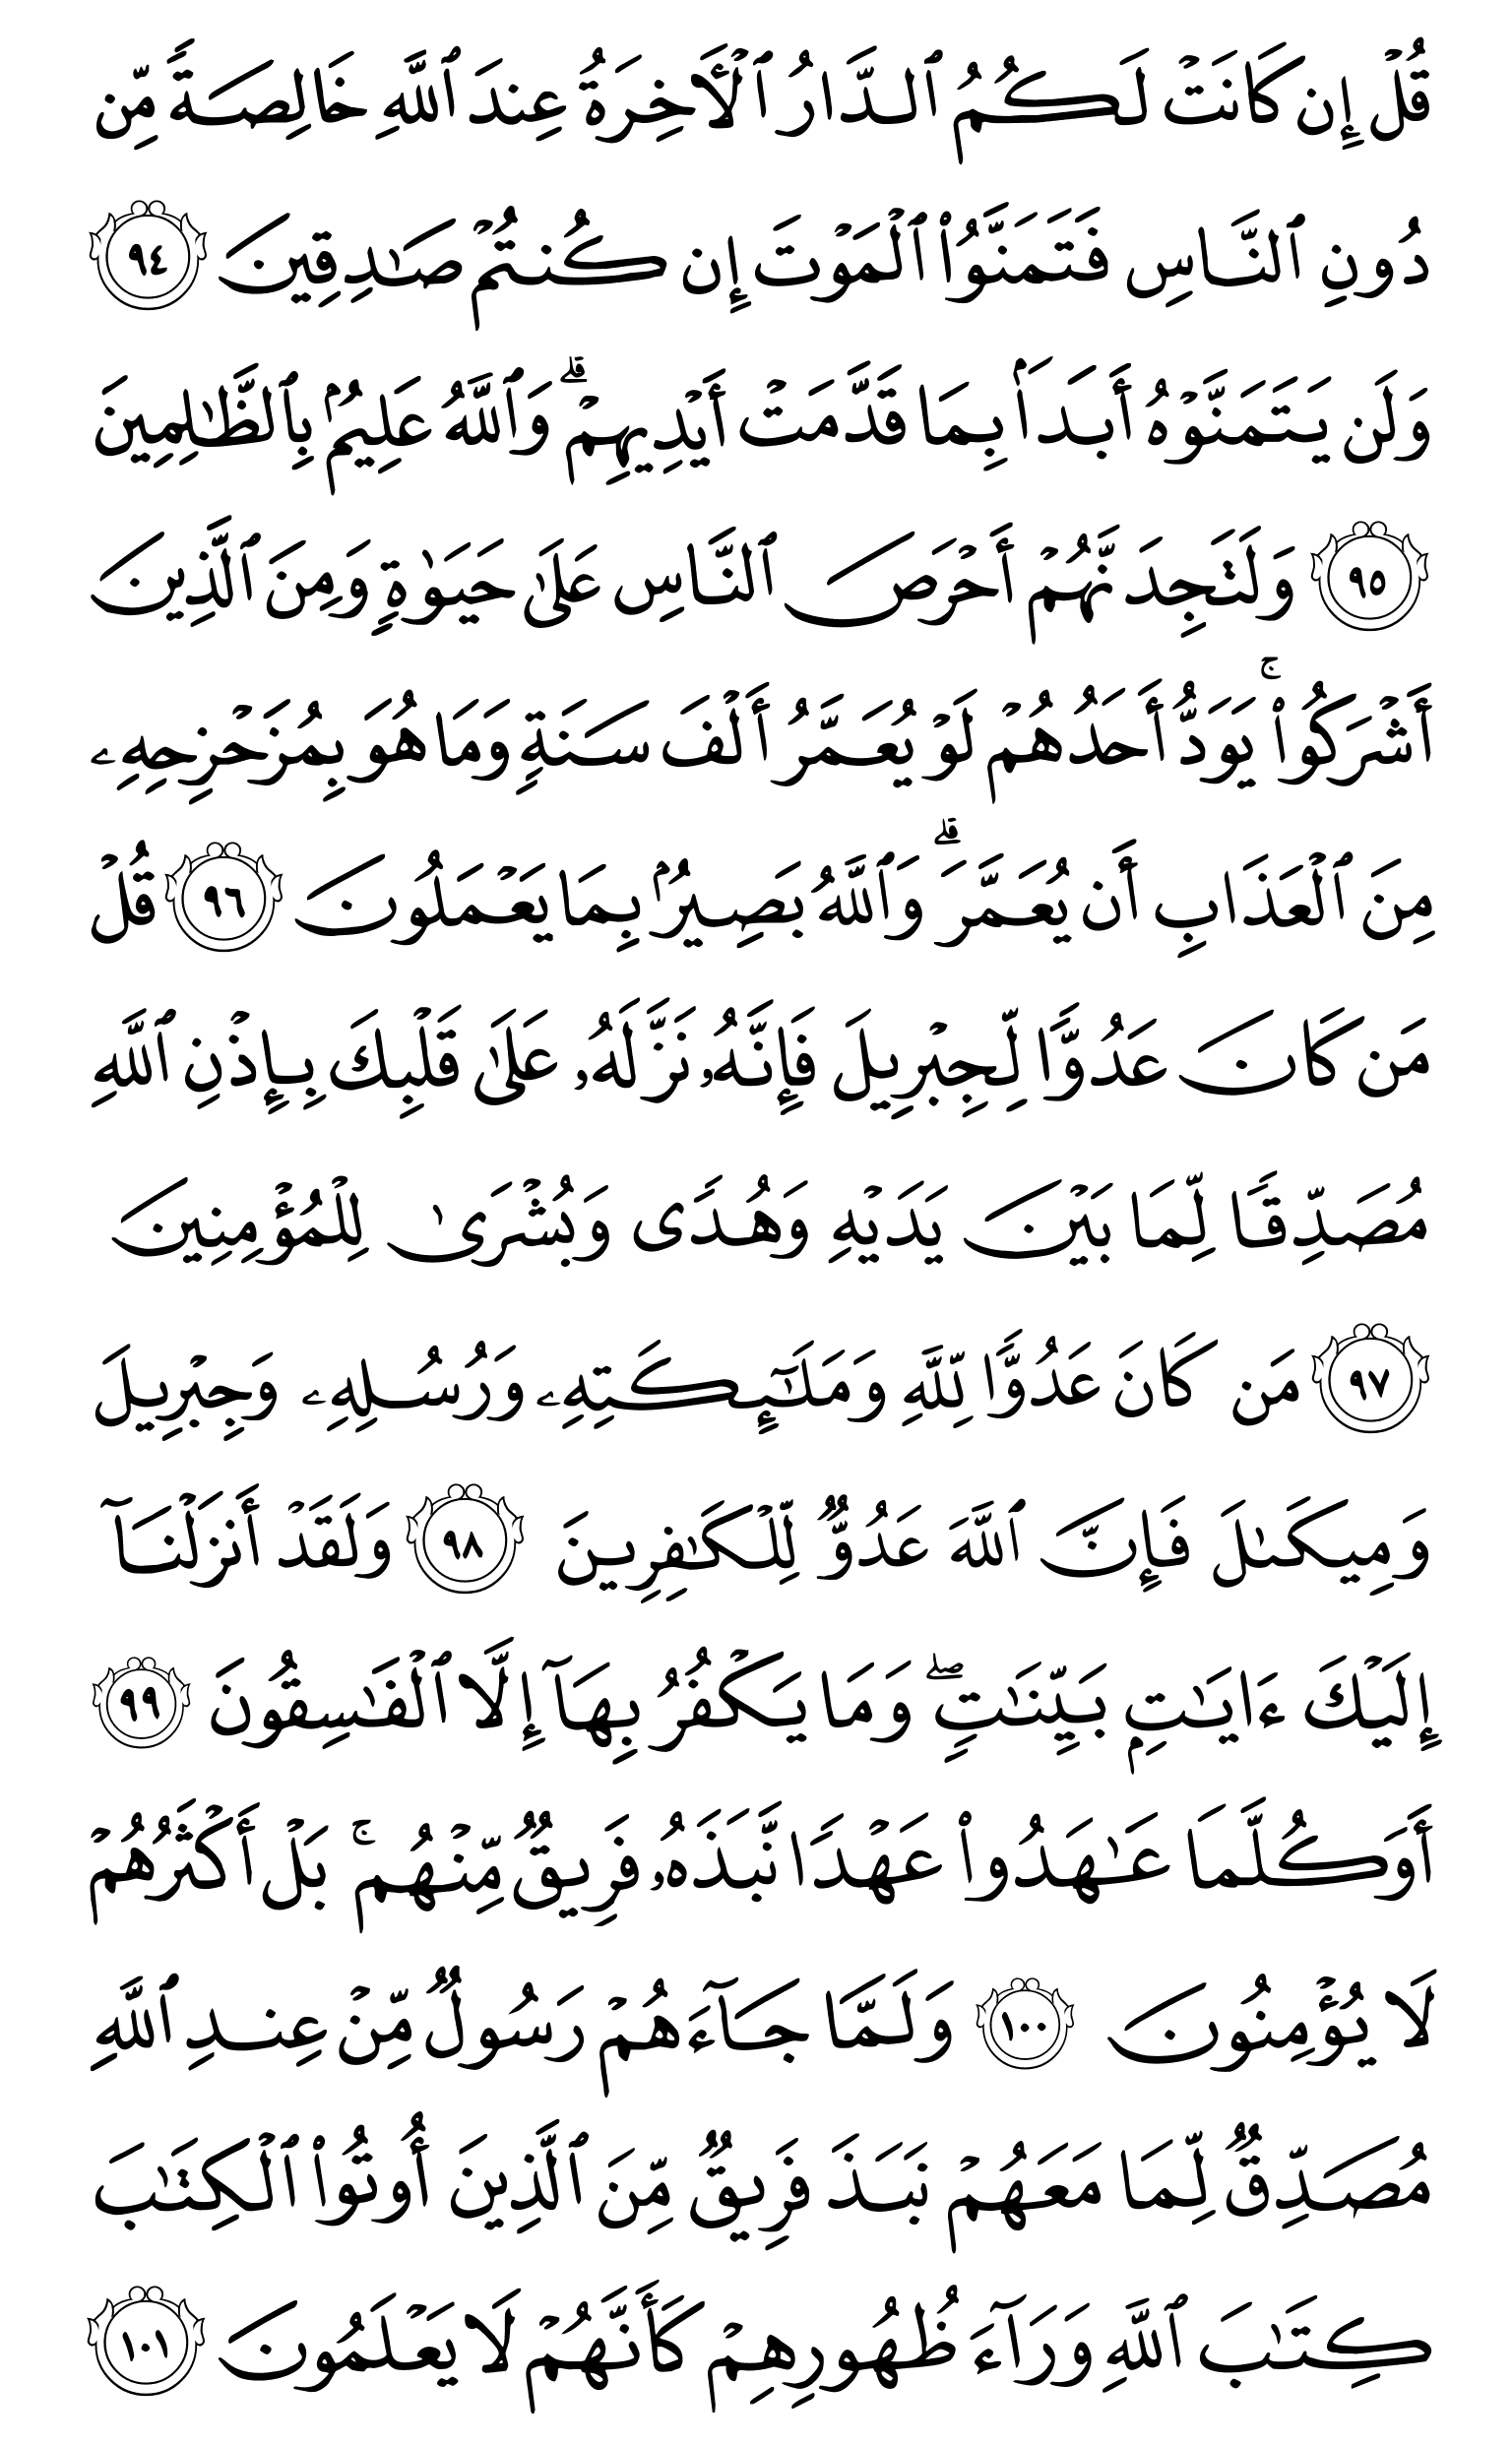 قُلۡ إِن كَانَتۡ لَكُمُ ٱلدَّارُ ٱلۡأَخِرَةُ عِندَ ٱللَّهِ خَالِصَةً مِّن
دُونِ ٱلنَّاسِ فَتَمَنَّوُاْ ٱلۡمَوۡتَ إِن كُنتُمۡ صَٰدِقِينَ ٩٤
وَلَن يَتَمَنَّوۡهُ أَبَدَۢا بِمَا قَدَّمَتۡ أَيۡدِيهِمۡۗ وَٱللَّهُ عَلِيمُۢ بِٱلظَّٰلِمِينَ
٩٥ وَلَتَجِدَنَّهُمۡ أَحۡرَصَ ٱلنَّاسِ عَلَىٰ حَيَوٰةٖ وَمِنَ ٱلَّذِينَ
أَشۡرَكُواْۚ يَوَدُّ أَحَدُهُمۡ لَوۡ يُعَمَّرُ أَلۡفَ سَنَةٖ وَمَا هُوَ بِمُزَحۡزِحِهِۦ
مِنَ ٱلۡعَذَابِ أَن يُعَمَّرَۗ وَٱللَّهُ بَصِيرُۢ بِمَا يَعۡمَلُونَ ٩٦ قُلۡ
مَن كَانَ عَدُوّٗا لِّجِبۡرِيلَ فَإِنَّهُۥ نَزَّلَهُۥ عَلَىٰ قَلۡبِكَ بِإِذۡنِ ٱللَّهِ
مُصَدِّقٗا لِّمَا بَيۡنَ يَدَيۡهِ وَهُدٗى وَبُشۡرَىٰ لِلۡمُؤۡمِنِينَ
٩٧ مَن كَانَ عَدُوّٗا لِّلَّهِ وَمَلَٰٓئِكَتِهِۦ وَرُسُلِهِۦ وَجِبۡرِيلَ
وَمِيكَىٰلَ فَإِنَّ ٱللَّهَ عَدُوّٞ لِّلۡكَٰفِرِينَ ٩٨ وَلَقَدۡ أَنزَلۡنَآ
إِلَيۡكَ ءَايَٰتِۭ بَيِّنَٰتٖۖ وَمَا يَكۡفُرُ بِهَآ إِلَّا ٱلۡفَٰسِقُونَ ٩٩
أَوَكُلَّمَا عَٰهَدُواْ عَهۡدٗا نَّبَذَهُۥ فَرِيقٞ مِّنۡهُمۚ بَلۡ أَكۡثَرُهُمۡ
لَا يُؤۡمِنُونَ ١٠٠ وَلَمَّا جَآءَهُمۡ رَسُولٞ مِّنۡ عِندِ ٱللَّهِ
مُصَدِّقٞ لِّمَا مَعَهُمۡ نَبَذَ فَرِيقٞ مِّنَ ٱلَّذِينَ أُوتُواْ ٱلۡكِتَٰبَ
كِتَٰبَ ٱللَّهِ وَرَآءَ ظُهُورِهِمۡ كَأَنَّهُمۡ لَا يَعۡلَمُونَ ١٠١